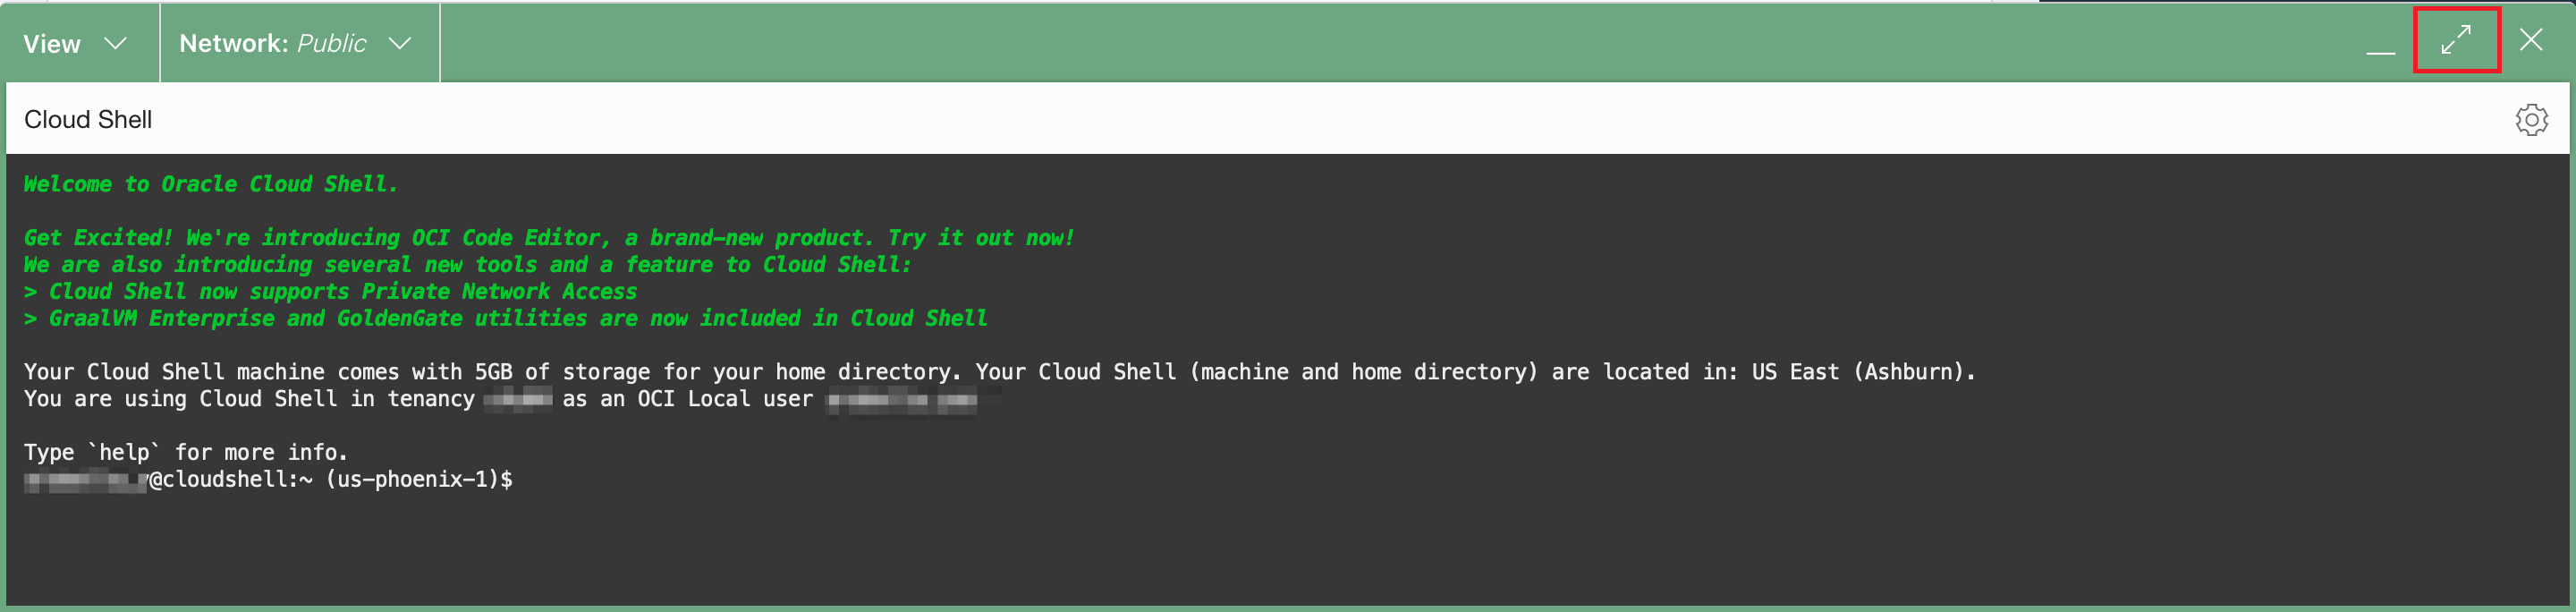 View
Network: Public
Cloud Shell
Welcome to Oracle Cloud Shell.
Get Excited! We're introducing OCI Code Editor, a brand-new product. Try it out now!
We are also introducing several new tools and a feature to Cloud Shell:
> Cloud Shell now supports Private Network Access
> GraalVM Enterprise and GoldenGate utilities are now included in Cloud Shell
Your Cloud Shell machine comes with 5GB of storage for your home directory. Your Cloud Shell (machine and home directory) are located in: US East (Ashburn).
You are using Cloud Shell in tenancy as an OCI Local user
Type `help` for more info.
@cloudshell:~ (us-phoenix-1)$